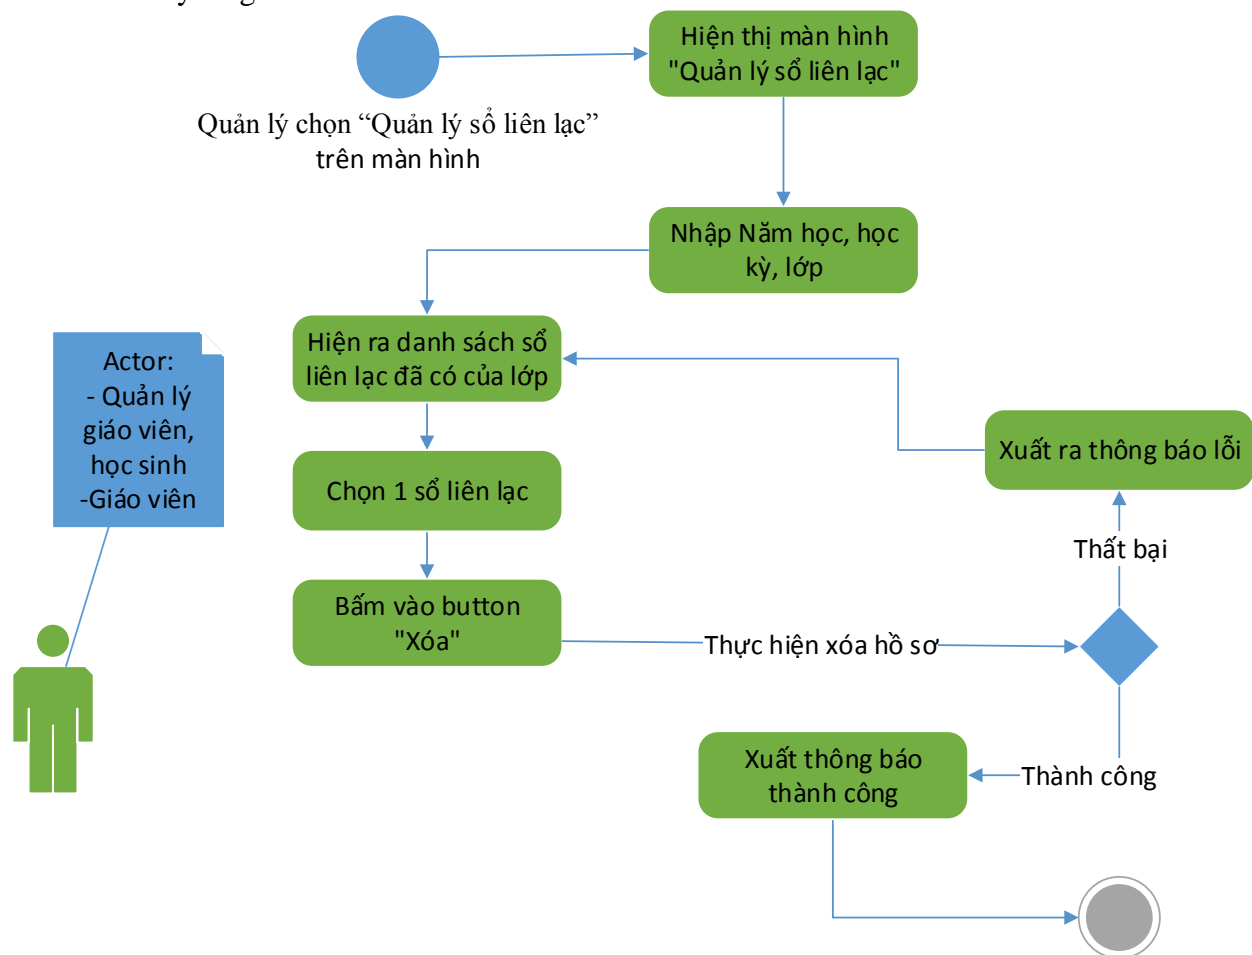 Hiện thị màn hình
"Quản lý sổ liên lạc"
Quản lý chọn “Quản lý sổ liên lạc”
trên màn hình
Nhập Năm học, học
kỳ, lớp
Hiện ra danh sách sổ
liên lạc đã có của lớp
Actor:
- Quản lý
giáo viên,
học sinh
-Giáo viên
Xuất ra thông báo lỗi
Chọn 1 sổ liên lạc
Thất bại
Bấm vào button
"Xóa"
Thực hiện xóa hồ sơ
Xuất thông báo
thành công
Thành công